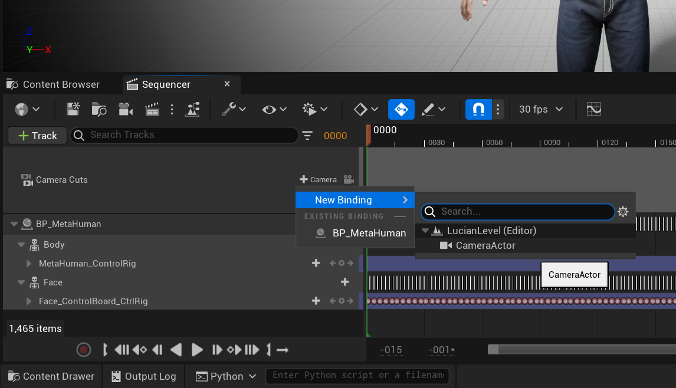 Z
Y X
Content Browser
Sequencer
30 fps
Track
Search Tracks
0000
0000
0030
0060
0090
0120
0150
Camera Cuts
Camera
New Binding
EXISTING BINDING
BP_MetaHuman
Search...
LucianLevel (Editor)
CameraActor
CameraActor
BP_MetaHuman
Body
MetaHuman_ControlRig
Face
Face_ControlBoard_CtrlRig
1,465 items
-015
-001*
Content Drawer
Output Log
Python
Enter Python script or a filename